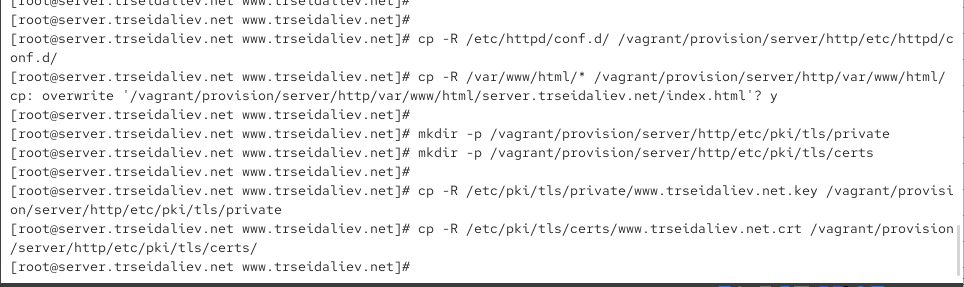 [root@server.trseidaliev.net www.trseidaliev.net]#
[root@server.trseidaliev.net www.trseidaliev.net]#
[root@server.trseidaliev.net www.trseidaliev.net]# cp -R /etc/httpd/conf.d/ /vagrant/provision/server/http/etc/httpd/c
onf.d/
[root@server.trseidaliev.net www.trseidaliev.net]# cp -R /var/www/html/* /vagrant/provision/server/http/var/www/html/
cp: overwrite '/vagrant/provision/server/http/var/www/html/server.trseidaliev.net/index.html'? y
[root@server.trseidaliev.net www.trseidaliev.net]#
[root@server.trseidaliev.net www.trseidaliev.net]# mkdir -p /vagrant/provision/server/http/etc/pki/tls/private
[root@server.trseidaliev.net www.trseidaliev.net]# mkdir -p /vagrant/provision/server/http/etc/pki/tls/certs
[root@server.trseidaliev.net www.trseidaliev.net]#
[root@server.trseidaliev.net www.trseidaliev.net]# cp -R /etc/pki/tls/private/www.trseidaliev.net.key /vagrant/provisi
on/server/http/etc/pki/tls/private
[root@server.trseidaliev.net www.trseidaliev.net]# cp -R /etc/pki/tls/certs/www.trseidaliev.net.crt /vagrant/provision
/server/http/etc/pki/tls/certs/
[root@server.trseidaliev.net www.trseidaliev.net]#